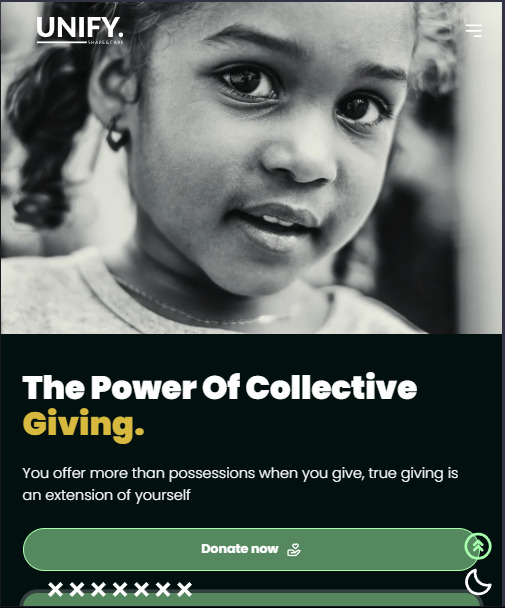 UNIFY.
SHARE&CARE
The Power Of Collective
Giving.
You offer more than possessions when you give, true giving is
an extension of yourself
Donate now